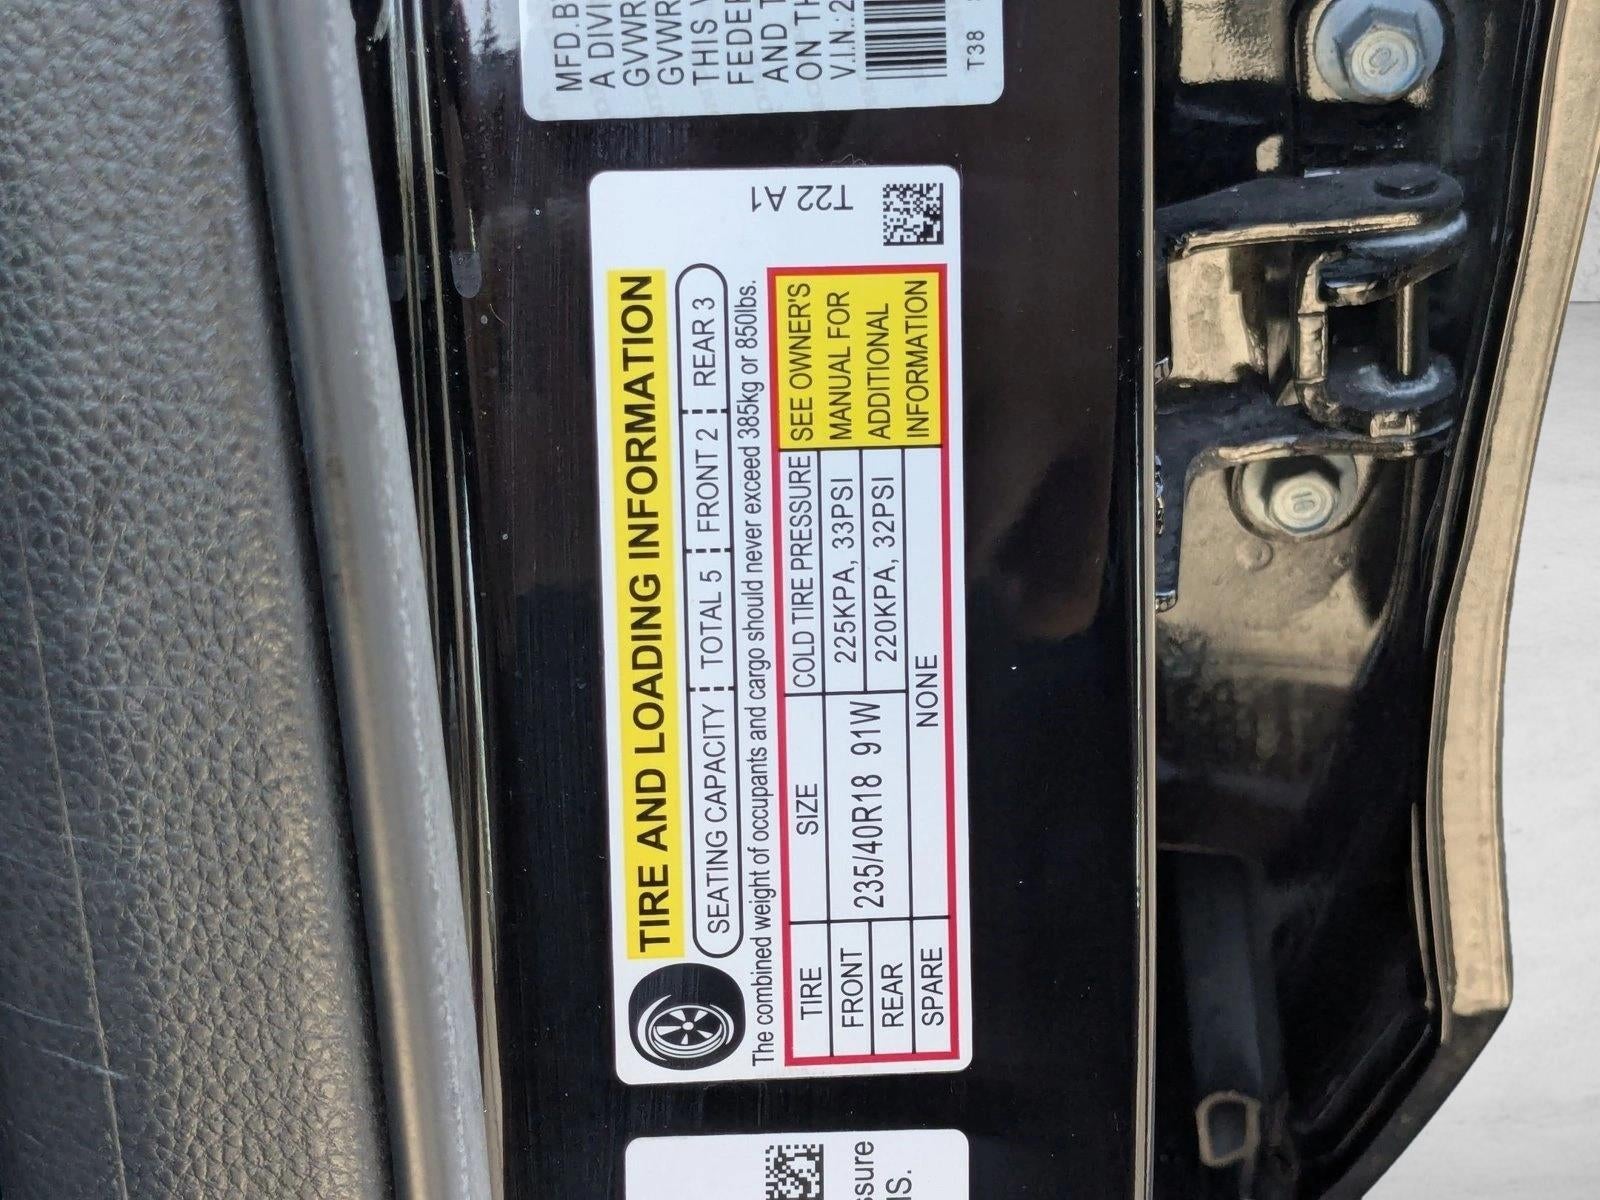 MFD.B
A DIVI
GVWR
GVWR
THIS V
FEDER
AND T
ON TH
V.I.N.:2
T38
T22 A1
TIRE AND LOADING INFORMATION
SEATING CAPACITY TOTAL 5 FRONT 2 REAR 3
The combined weight of occupants and cargo should never exceed 385kg or 850lbs.
TIRE SIZE COLD TIRE PRESSURE
FRONT 235/40R18 91W 225KPA, 33PSI
REAR 220KPA, 32PSI
SPARE NONE
SEE OWNER'S
MANUAL FOR
ADDITIONAL
INFORMATION
ssure
IS.